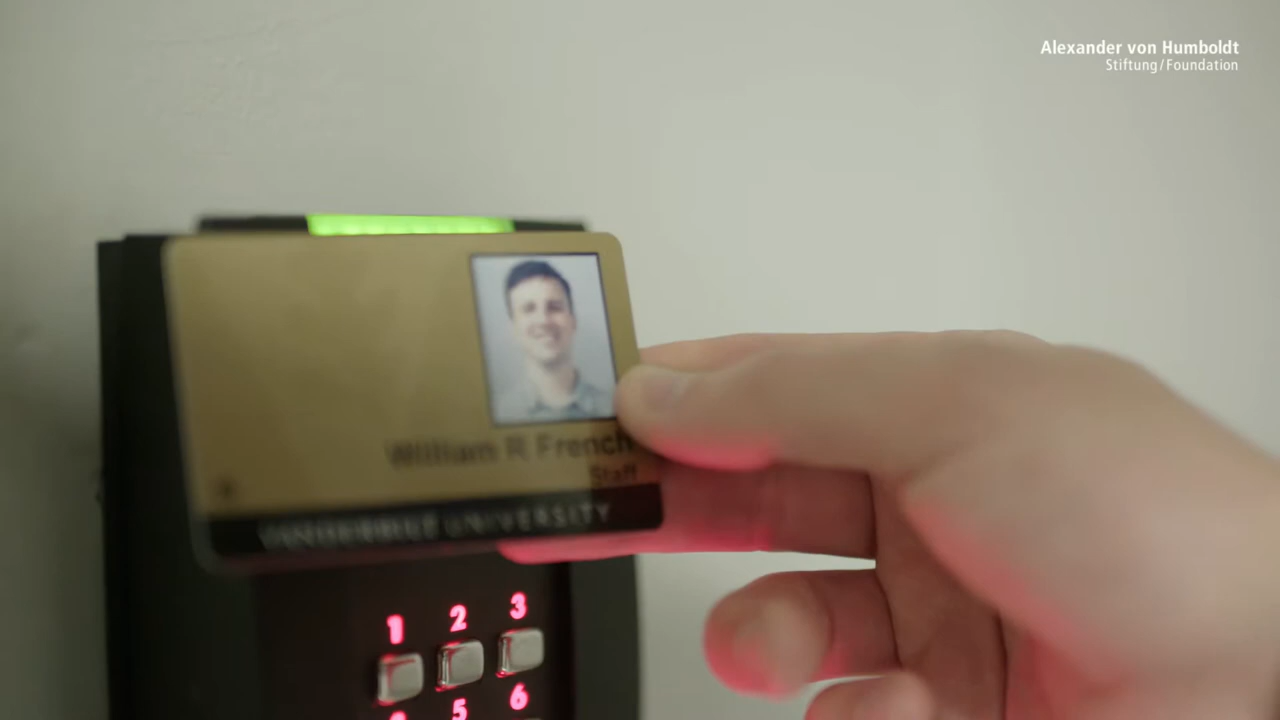 Alexander von Humboldt
Stiftung/Foundation
William R French
Staff
VANDERBILT UNIVERSITY
1 2 3
5 6